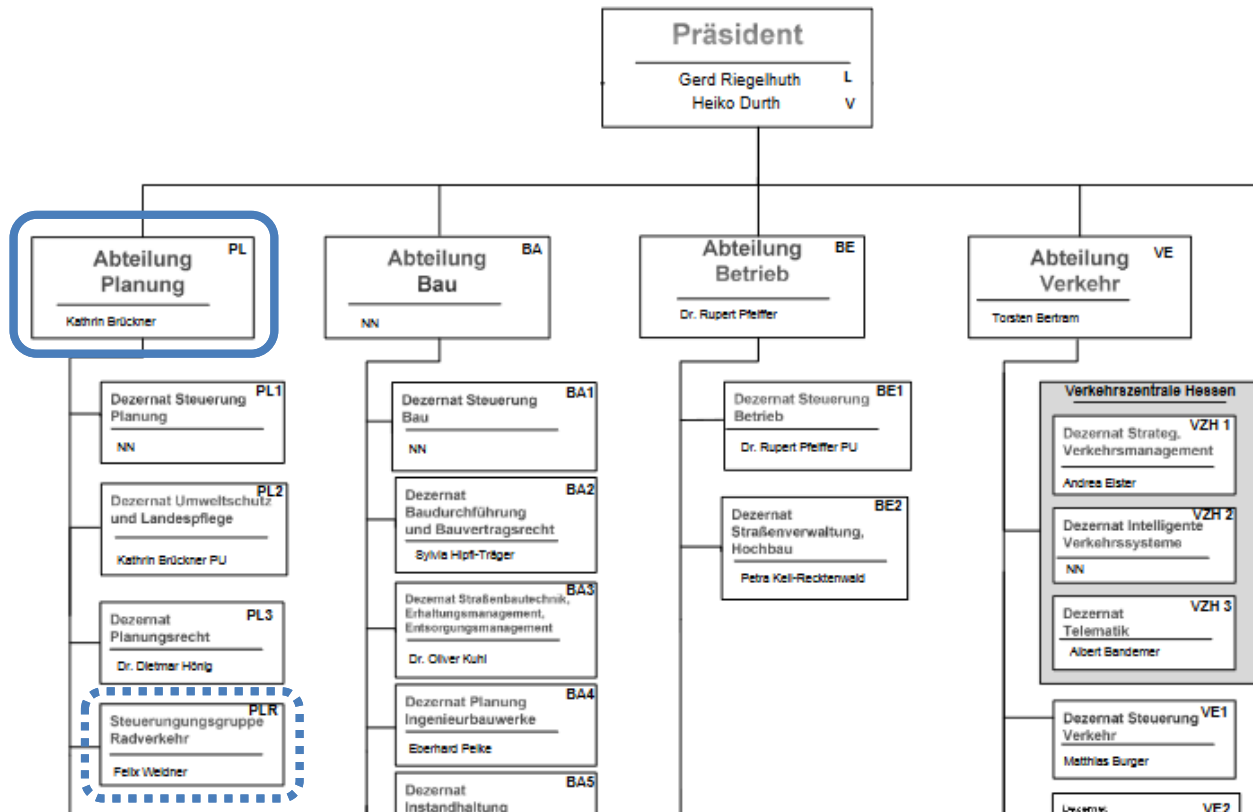 Präsident
Gerd Riegelhuth L
Heiko Durth V
Abteilung PL
Planung
Kathrin Brückner
Dezernat Steuerung PL1
Planung
NN
Dezernat Umweltschutz PL2
und Landespflege
Kathrin Brückner PU
Dezernat PL3
Planungsrecht
Dr. Dietmar Hönig
Steuerungungsgruppe PLR
Radverkehr
Felix Weidner
Abteilung BA
Bau
NN
Dezernat Steuerung BA1
Bau
NN
Dezernat BA2
Baudurchführung
und Bauvertragsrecht
Sylvia Hipfl-Träger
Dezernat Straßenbautechnik, BA3
Erhaltungsmanagement,
Entsorgungsmanagement
Dr. Oliver Kuhl
Dezernat Planung BA4
Ingenieurbauwerke
Eberhard Pelke
Dezernat BA5
Instandhaltung
Abteilung BE
Betrieb
Dr. Rupert Pfeiffer
Dezernat Steuerung BE1
Betrieb
Dr. Rupert Pfeiffer PU
Dezernat BE2
Straßenverwaltung,
Hochbau
Petra Keil-Recktenwald
Abteilung VE
Verkehr
Torsten Bertram
Verkehrszentrale Hessen
VZH 1
Dezernat Strateg.
Verkehrsmanagement
Andrea Elster
VZH 2
Dezernat Intelligente
Verkehrssysteme
NN
Dezernat VZH 3
Telematik
Albert Bandemer
Dezernat Steuerung VE1
Verkehr
Matthias Burger
Dezernat VE2